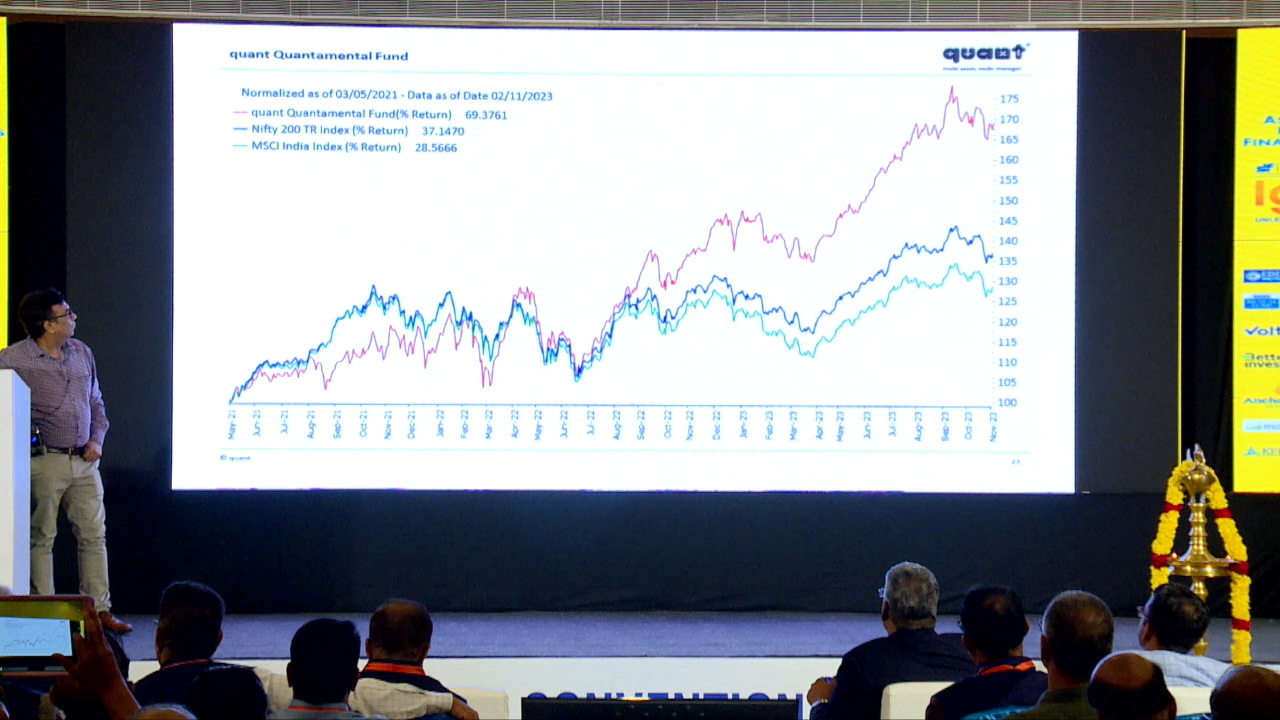 quant Quantamental Fund
quant
Normalized as of 03/05/2021 - Data as of Date 02/11/2023
quant Quantamental Fund(% Return) 69.3761
Nifty 200 TR Index (% Return) 37.1470
MSCI India Index (% Return) 28.5666
175
170
165
160
155
150
145
140
135
130
125
120
115
110
105
100
May-21
Jun-21
Jul-21
Aug-21
Sep-21
Oct-21
Nov-21
Dec-21
Jan-22
Feb-22
Mar-22
Apr-22
May-22
Jun-22
Jul-22
Aug-22
Sep-22
Oct-22
Nov-22
Dec-22
Jan-23
Feb-23
Mar-23
Apr-23
May-23
Jun-23
Jul-23
Aug-23
Sep-23
Oct-23
Nov-23
© quant
CONVENTION